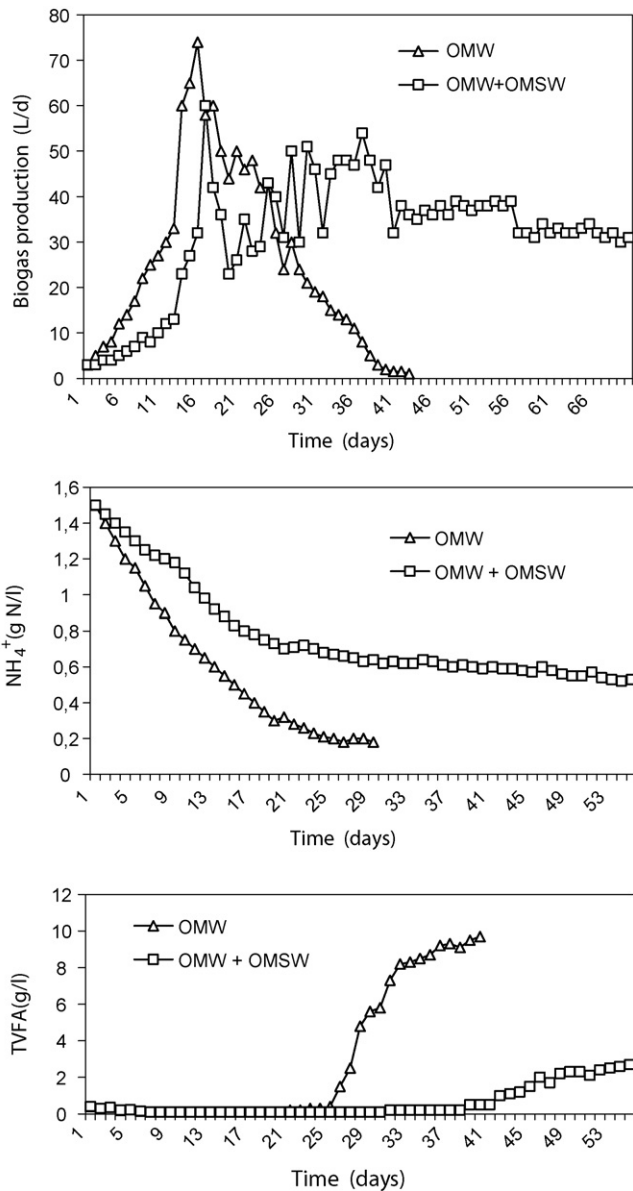 80
70
60
50
40
30
20
10
0
Biogas production (L/d)
OMW
OMW+OMSW
1 6 11 16 21 26 31 36 41 46 51 56 61 66
Time (days)
1,6
1,4
1,2
1,0
0,8
0,6
0,4
0,2
0
NH4+(g N/l)
OMW
OMW + OMSW
1 5 9 13 17 21 25 29 33 37 41 45 49 53
Time (days)
12
10
8
6
4
2
0
TVFA(g/l)
OMW
OMW + OMSW
1 5 9 13 17 21 25 29 33 37 41 45 49 53
Time (days)